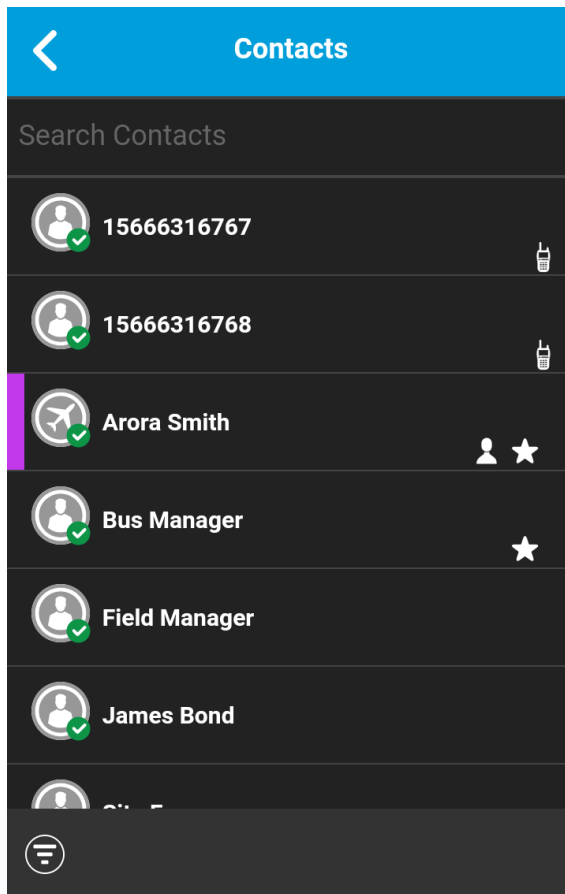 Contacts
Search Contacts
15666316767
15666316768
Arora Smith
Bus Manager
Field Manager
James Bond